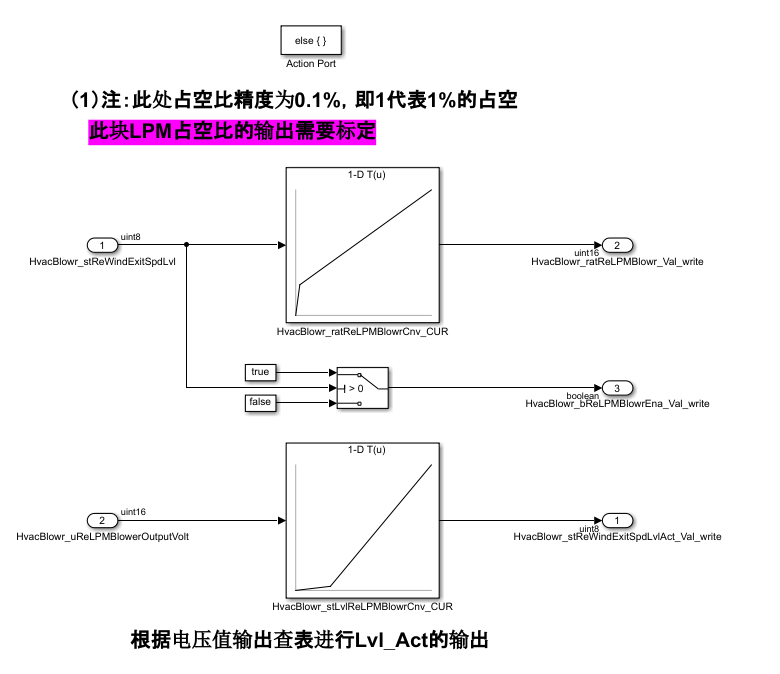 else { }
Action Port
(1)注：此处占空比精度为0.1%，即1代表1%的占空
此块LPM占空比的输出需要标定
1-D T(u)
1
uint8
HvacBlowr_stReWindExitSpdLvl
HvacBlowr_ratReLPMBlowrCnv_CUR
2
uint16
HvacBlowr_ratReLPMBlowr_Val_write
true
> 0
false
3
boolean
HvacBlowr_bReLPMBlowrEna_Val_write
1-D T(u)
2
uint16
HvacBlowr_uReLPMBlowerOutputVolt
HvacBlowr_stLvlReLPMBlowrCnv_CUR
1
uint8
HvacBlowr_stReWindExitSpdLvlAct_Val_write
根据电压值输出查表进行Lvl_Act的输出